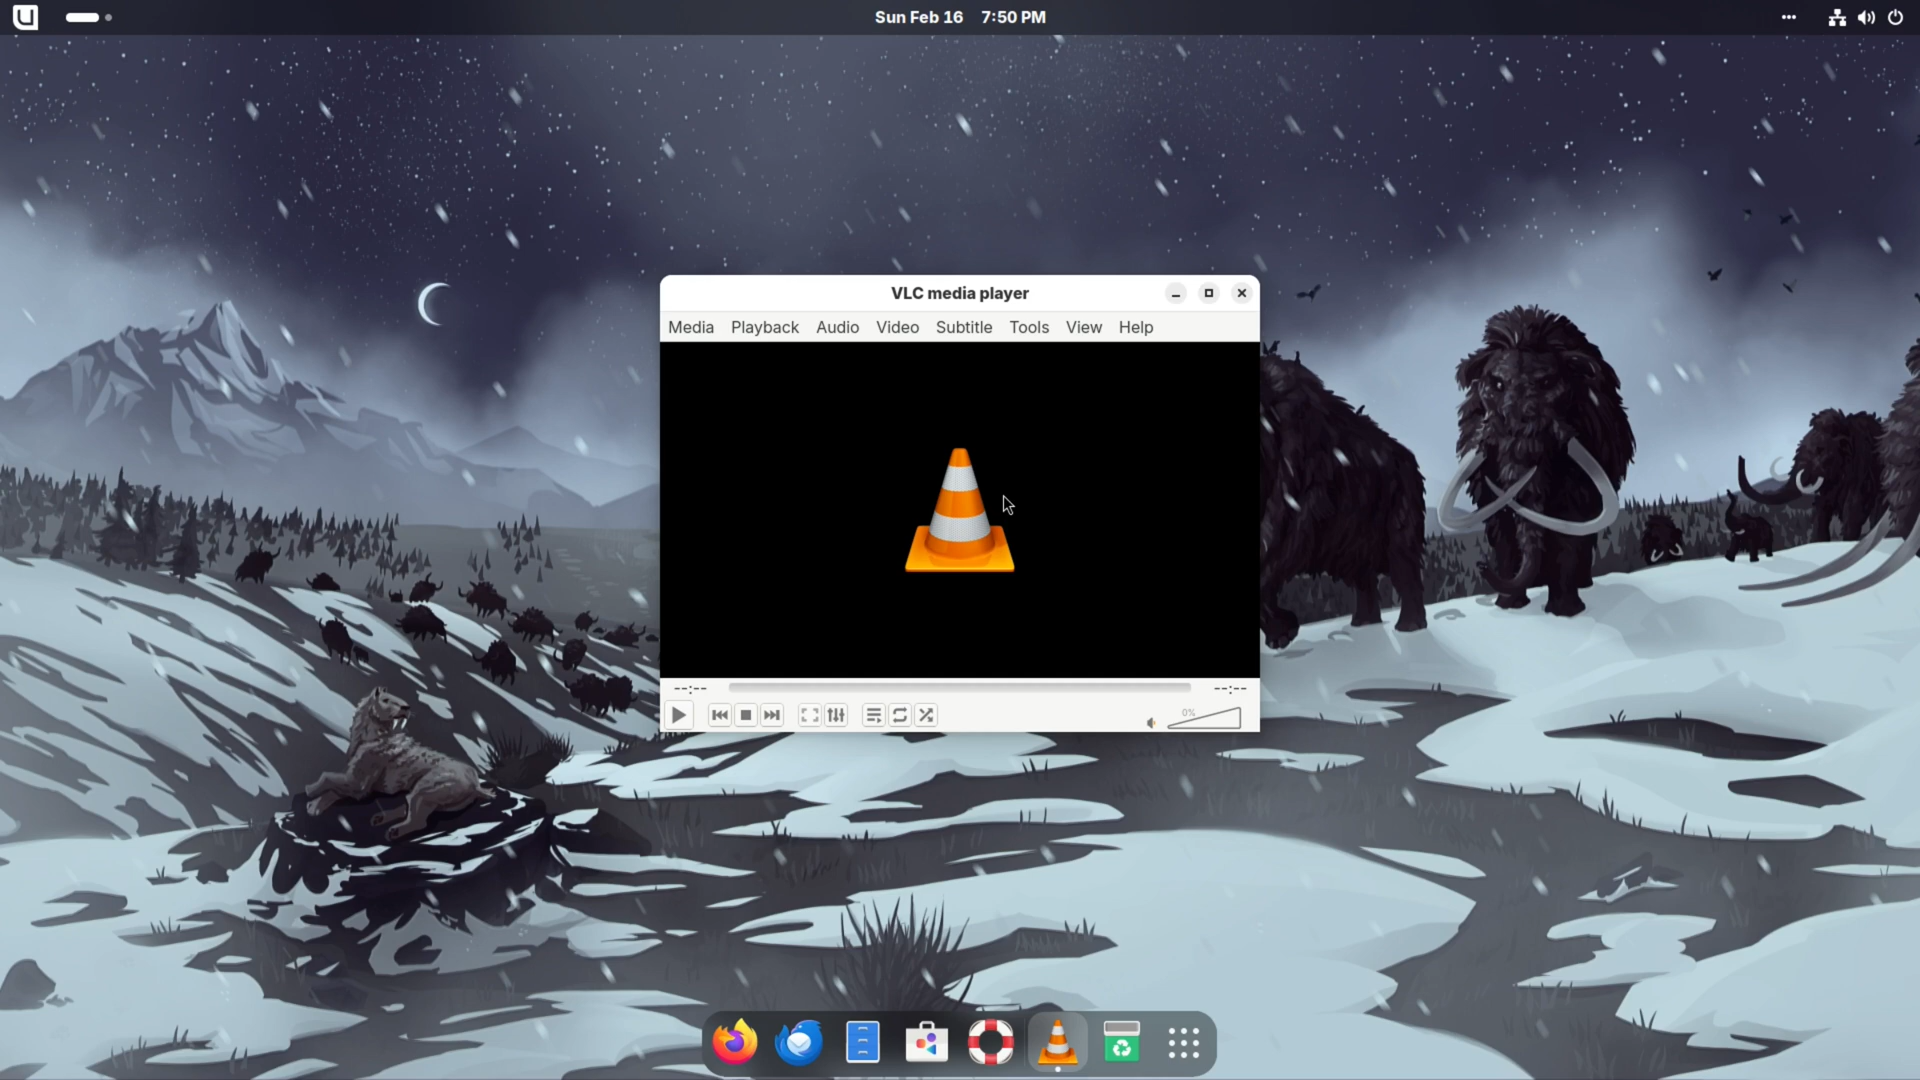 Sun Feb 16 7:50 PM
VLC media player
Media Playback Audio Video Subtitle Tools View Help
--:-- --:--
0%